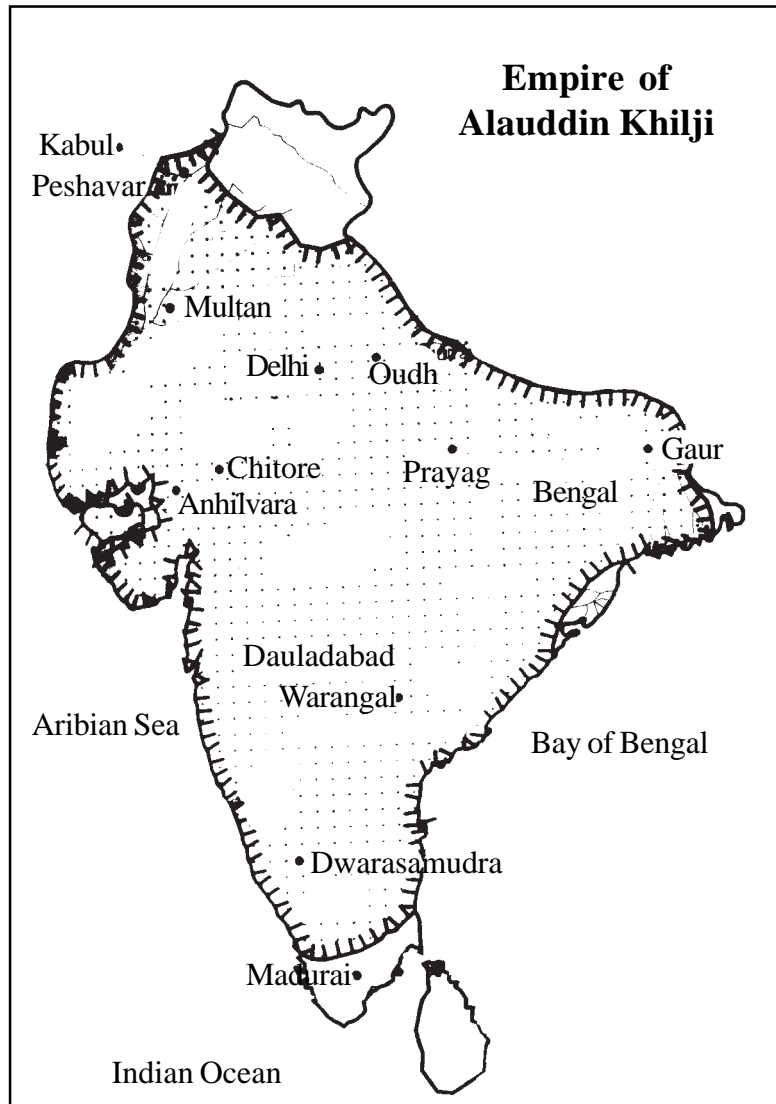 Empire of
Alauddin Khilji
Kabul
Peshavar
Multan
Delhi
Oudh
Chitore
Prayag
Gaur
Anhilvara
Bengal
Dauladabad
Warangal
Aribian Sea
Bay of Bengal
Dwarasamudra
Madurai
Indian Ocean